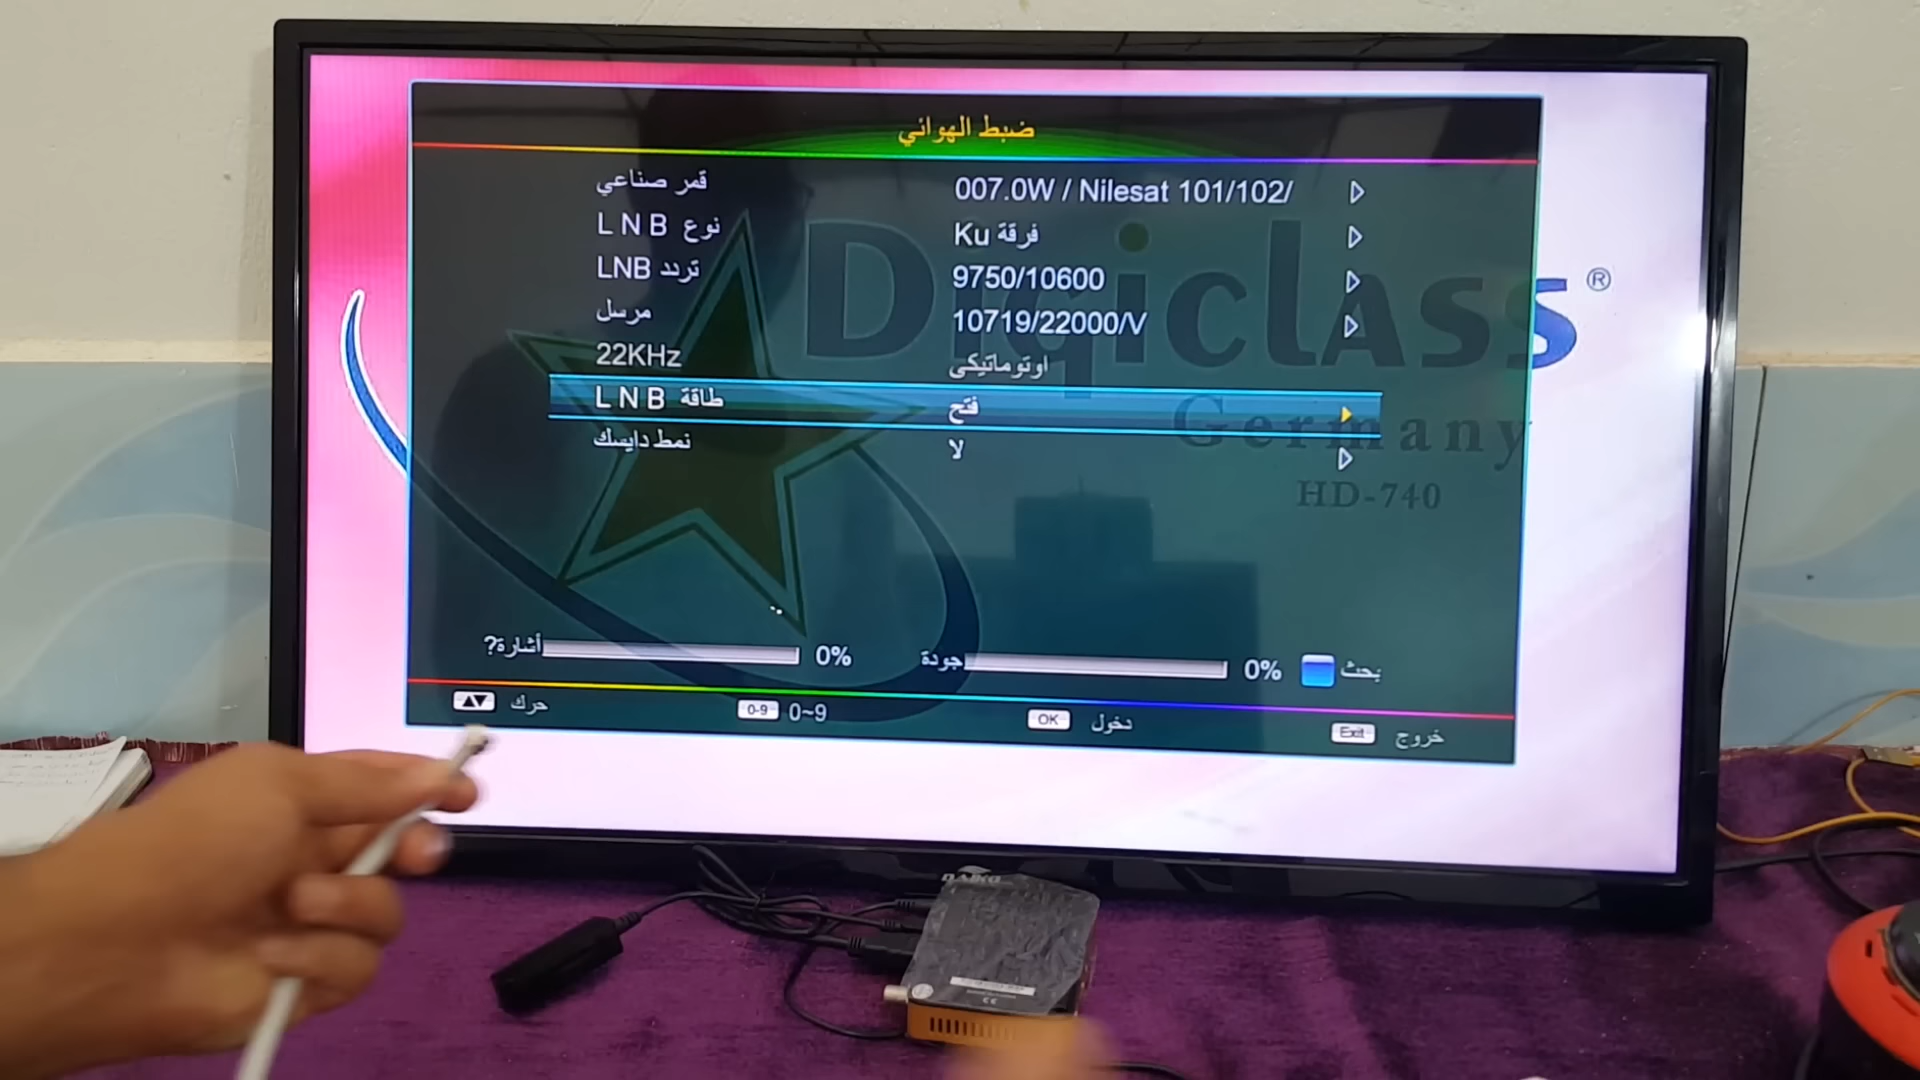 ضبط الهوائي
قمر صناعي 007.0W / Nilesat 101/102/
نوع LNB فرقة Ku
تردد LNB 9750/10600
مرسل 10719/22000/V
22KHz اوتوماتيكى
طاقة LNB فتح
نمط دايسك لا
Digiclass ®
Germany
HD-740
أشارة? 0% جودة 0% بحث
▲▼ حرك 0-9 0~9 OK دخول Exit خروج